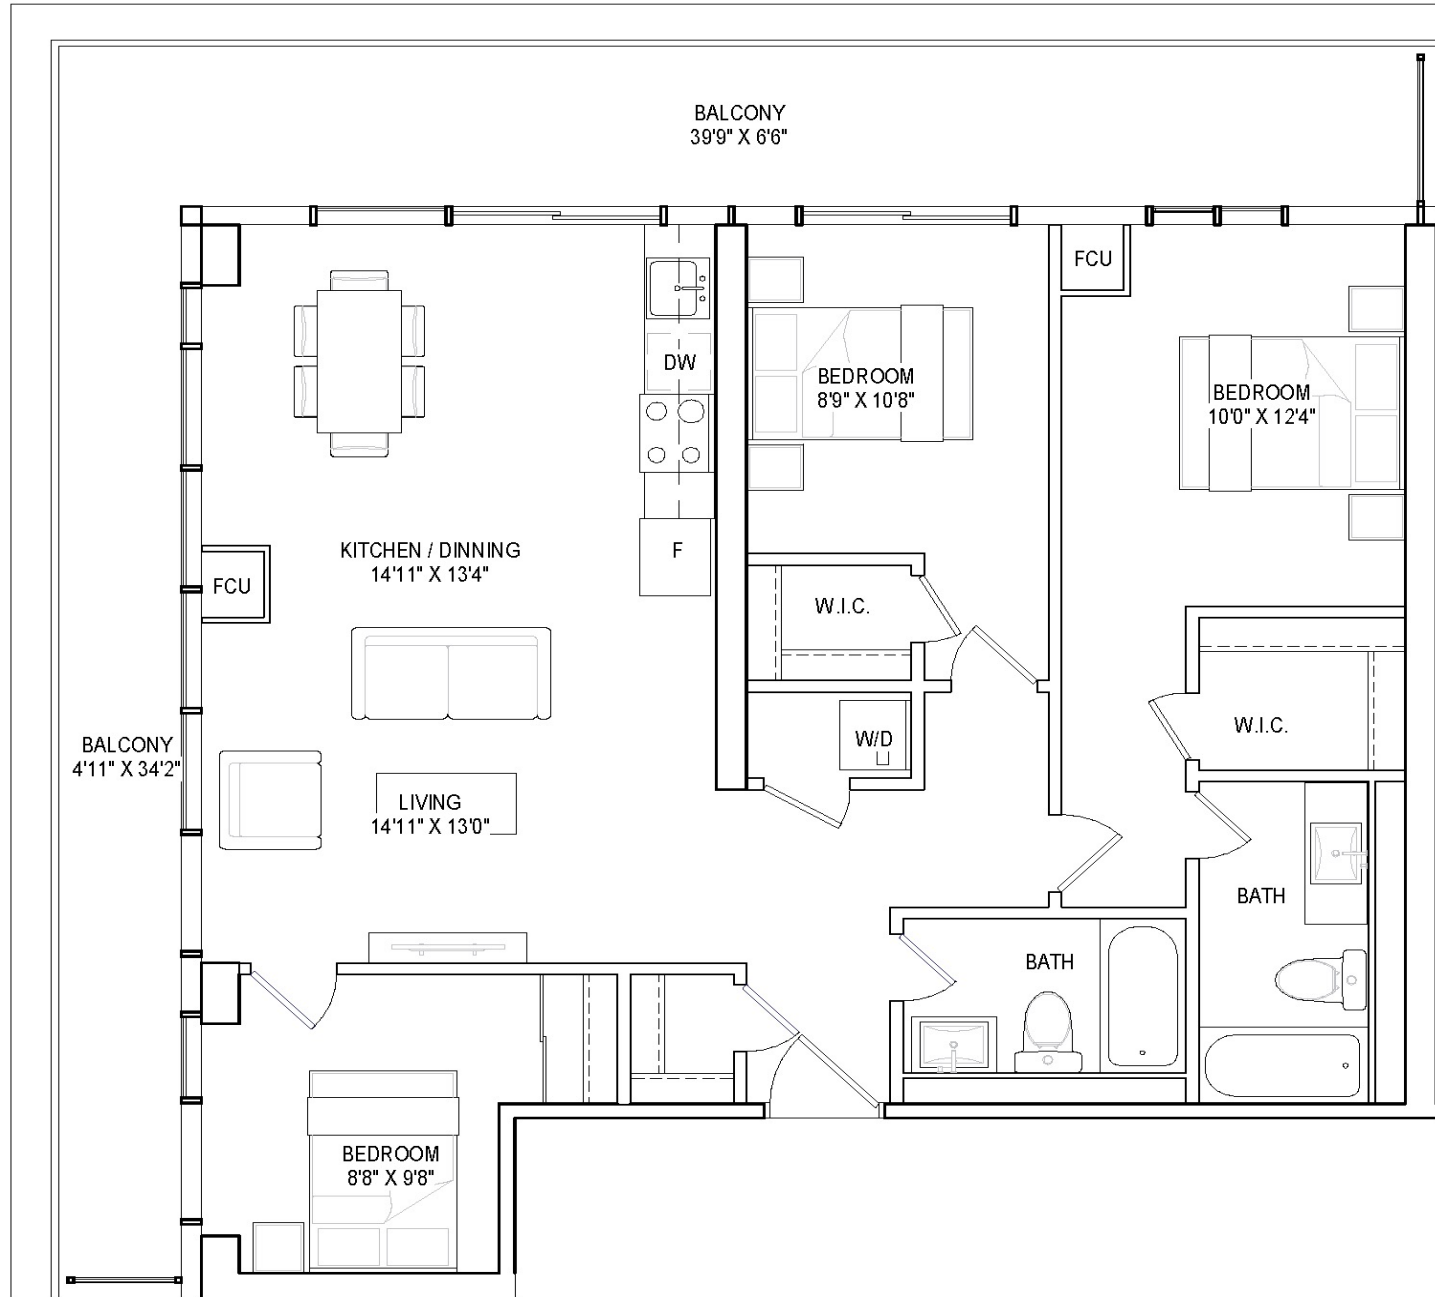 BALCONY
39'9" X 6'6"
FCU
DW
BEDROOM
8'9" X 10'8"
BEDROOM
10'0" X 12'4"
KITCHEN / DINNING
14'11" X 13'4"
F
FCU
W.I.C.
W.I.C.
W/D
BALCONY
4'11" X 34'2"
LIVING
14'11" X 13'0"
BATH
BATH
BEDROOM
8'8" X 9'8"